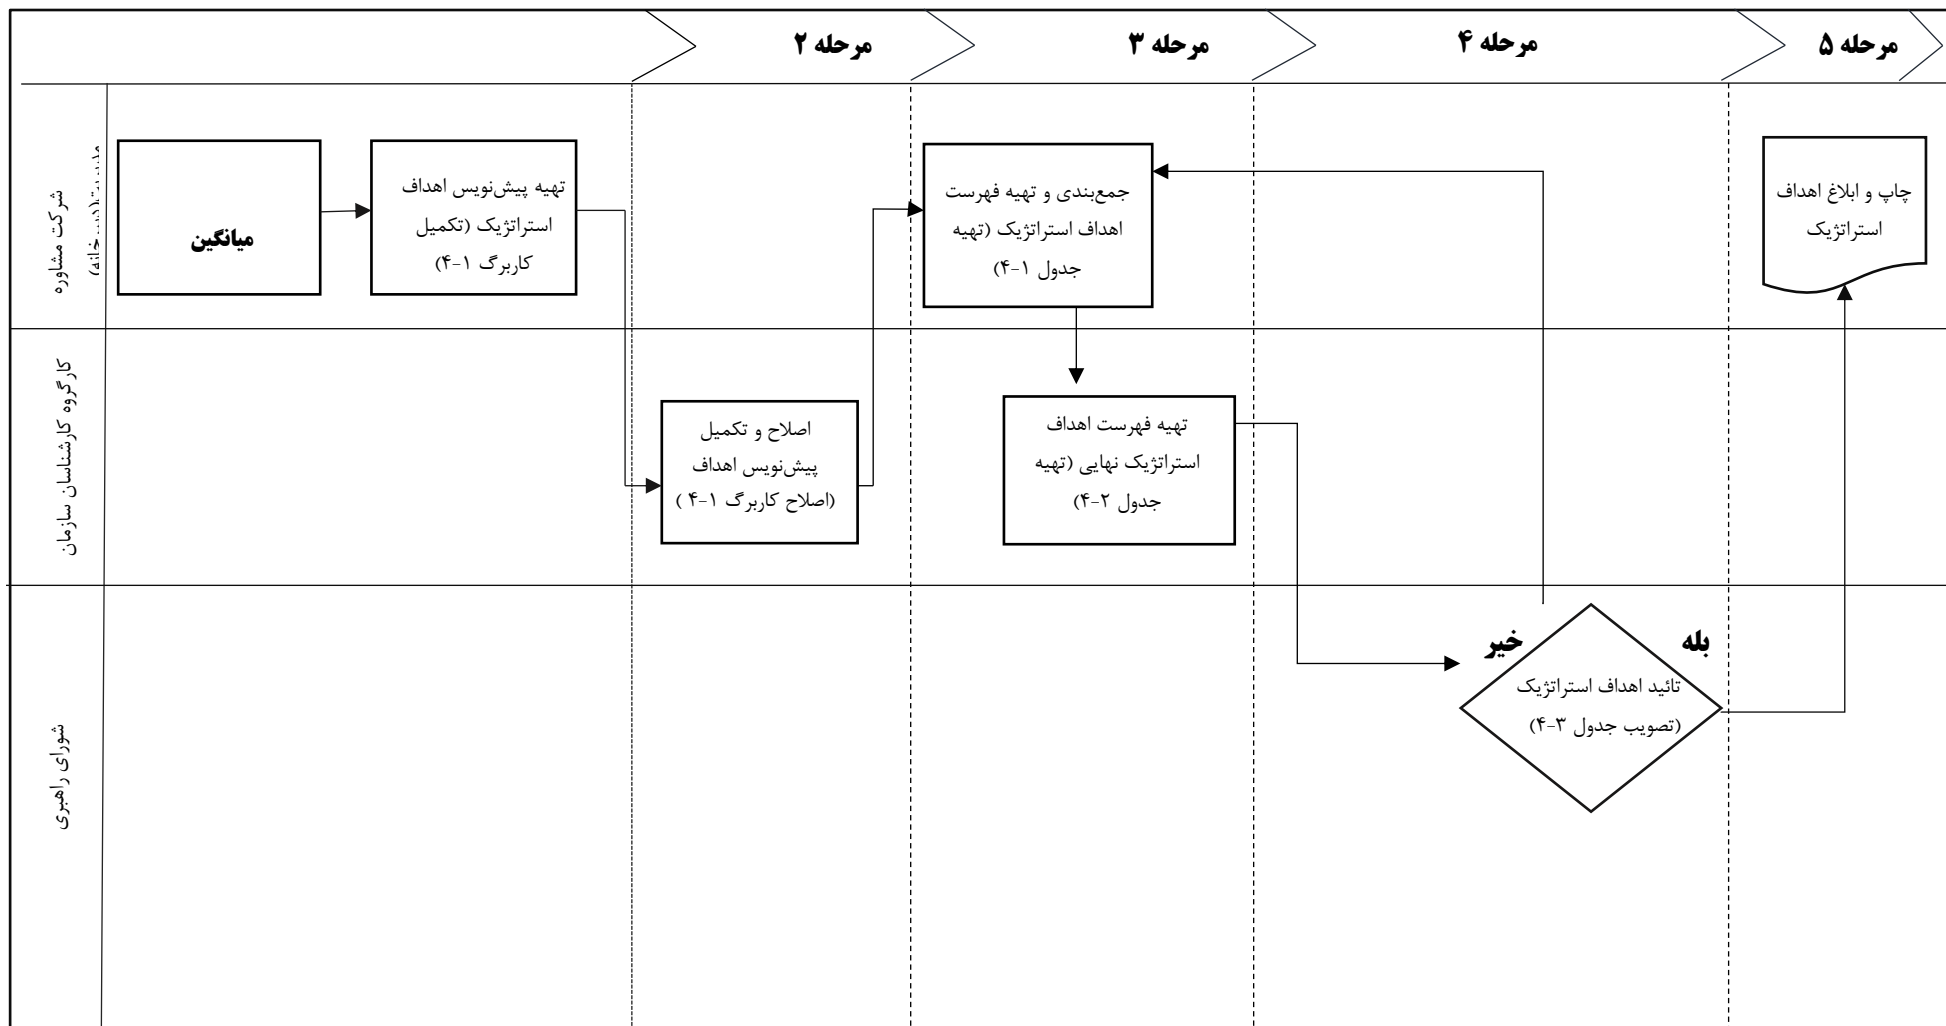 مرحله ۲
مرحله ۳
مرحله ۴
مرحله ۵
شرکت مشاوره
میانگین
تهیه پیش‌نویس اهداف
استراتژیک (تکمیل
کاربرگ ۱-۴)
جمع‌بندی و تهیه فهرست
اهداف استراتژیک (تهیه
جدول ۱-۴)
چاپ و ابلاغ اهداف
استراتژیک
کارگروه کارشناسان سازمان
اصلاح و تکمیل
پیش‌نویس اهداف
(اصلاح کاربرگ ۱-۴ )
تهیه فهرست اهداف
استراتژیک نهایی (تهیه
جدول ۲-۴)
شورای راهبری
خیر
بله
تائید اهداف استراتژیک
(تصویب جدول ۳-۴)